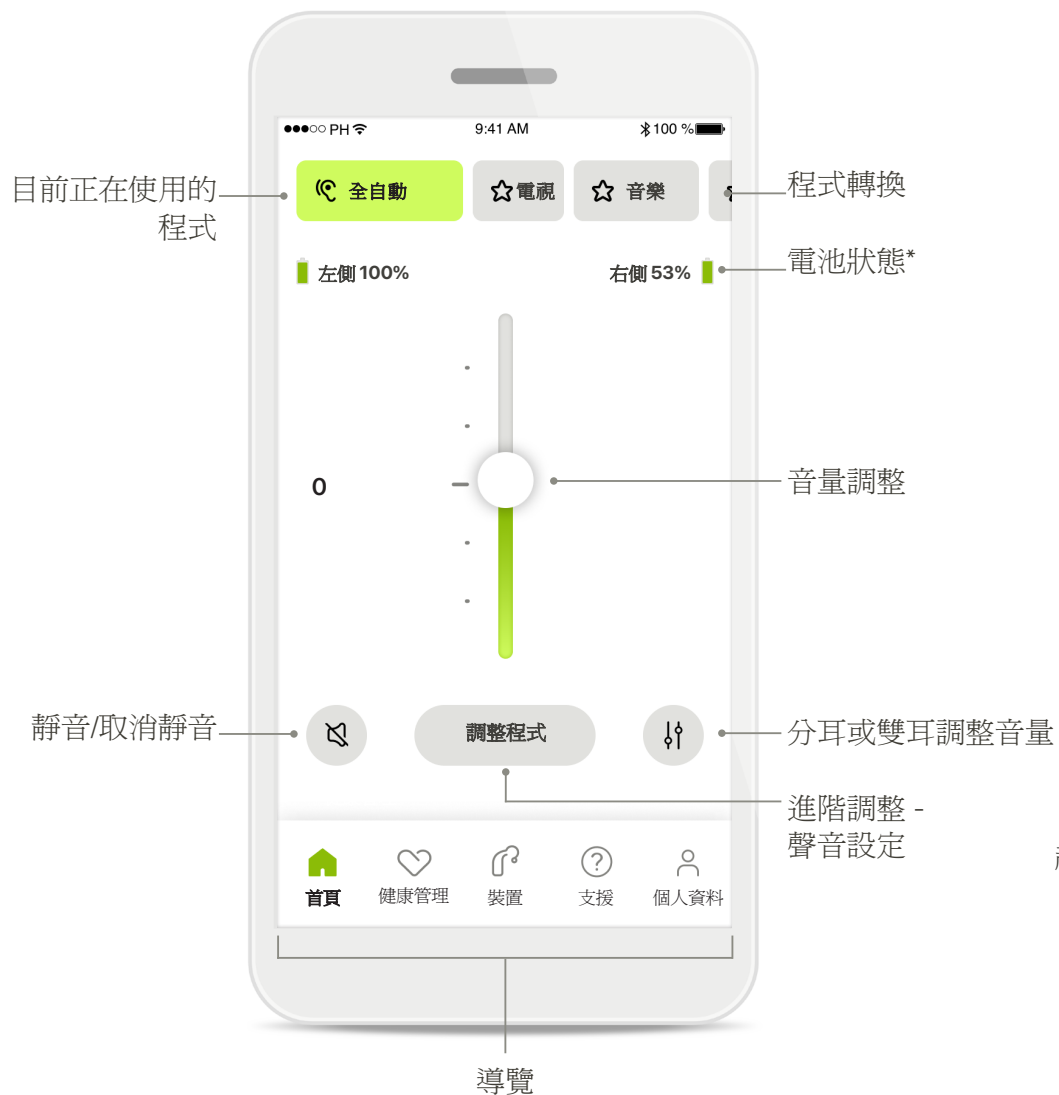 PH 9:41 AM 100 %
全自動 電視 音樂
目前正在使用的
程式
程式轉換
左側 100% 右側 53%
電池狀態*
0
音量調整
靜音/取消靜音
調整程式
分耳或雙耳調整音量
進階調整 -
聲音設定
首頁 健康管理 裝置 支援 個人資料
導覽